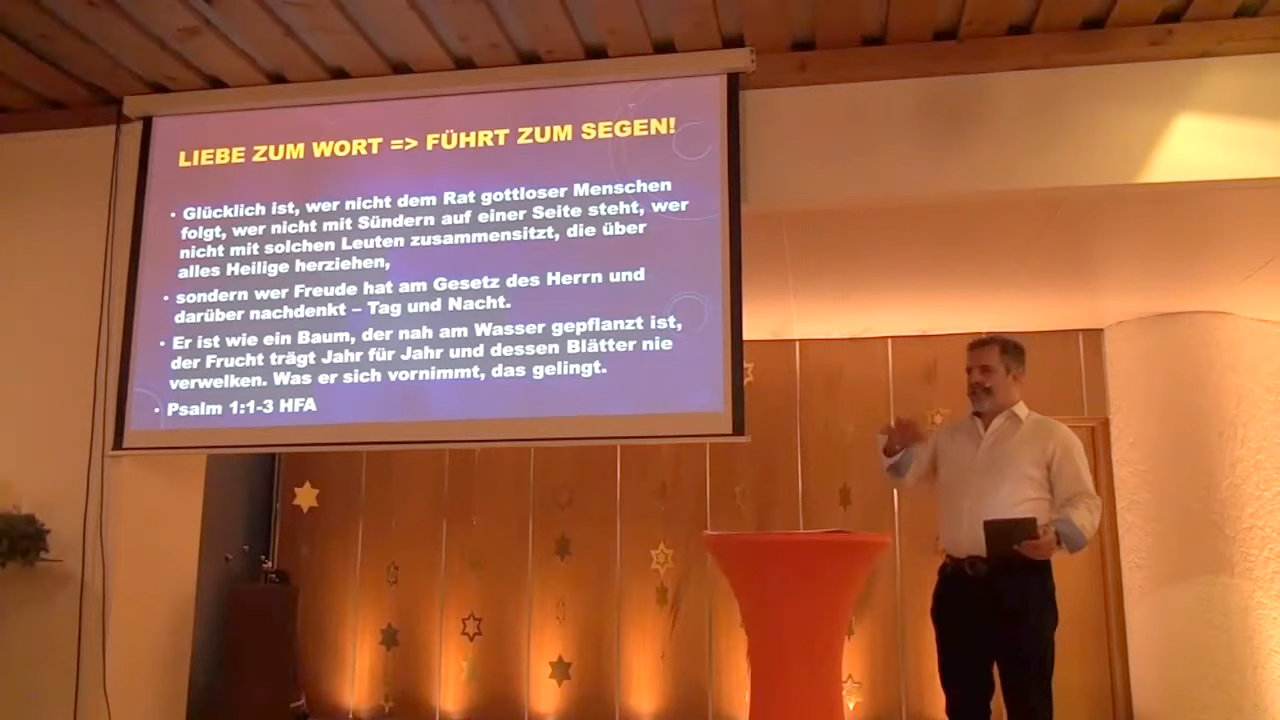 LIEBE ZUM WORT => FÜHRT ZUM SEGEN!
• Glücklich ist, wer nicht dem Rat gottloser Menschen
folgt, wer nicht mit Sündern auf einer Seite steht, wer
nicht mit solchen Leuten zusammensitzt, die über
alles Heilige herziehen,
• sondern wer Freude hat am Gesetz des Herrn und
darüber nachdenkt – Tag und Nacht.
• Er ist wie ein Baum, der nah am Wasser gepflanzt ist,
der Frucht trägt Jahr für Jahr und dessen Blätter nie
verwelken. Was er sich vornimmt, das gelingt.
• Psalm 1:1-3 HFA